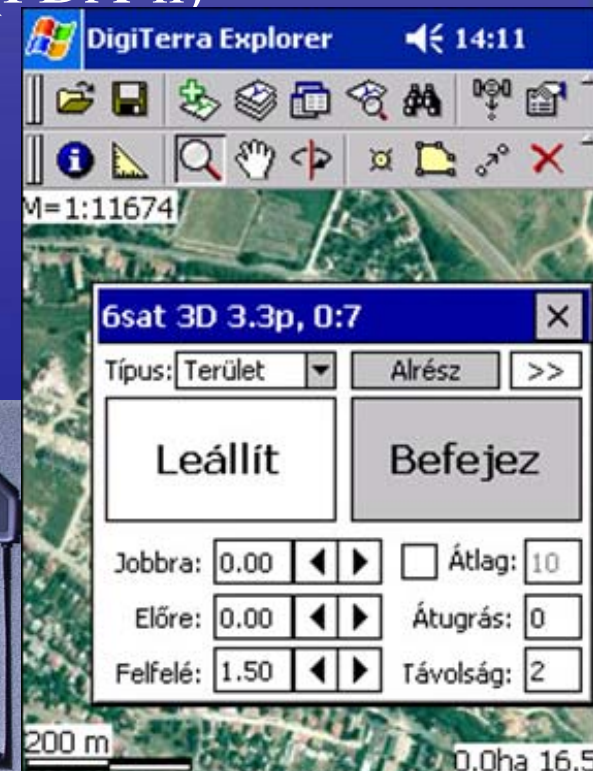 DigiTerra Explorer 14:11
M=1:11674
6sat 3D 3.3p, 0:7
Típus: Terület Alrész >>
Leállít Befejez
Jobbra: 0.00 Átlag: 10
Előre: 0.00 Átugrás: 0
Felfelé: 1.50 Távolság: 2
200 m 0.0ha 16.5